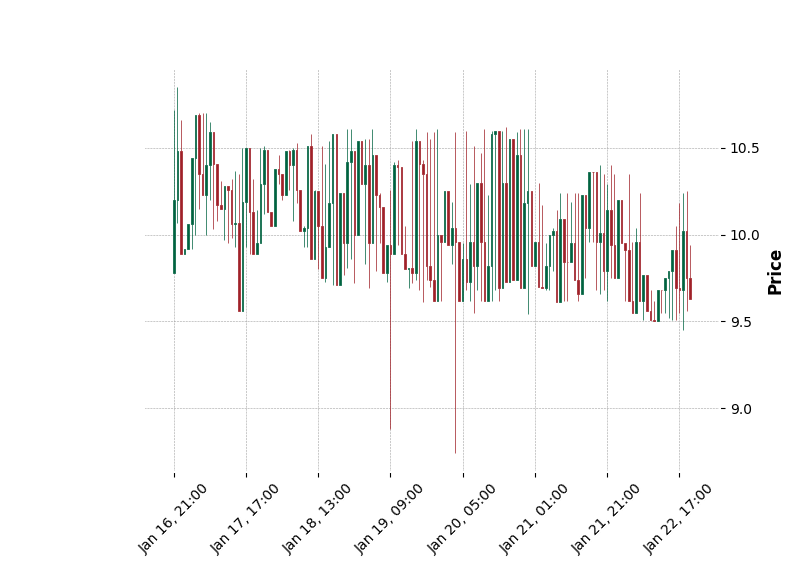 10.5
10.0
9.5
9.0
Price
Jan 16, 21:00
Jan 17, 17:00
Jan 18, 13:00
Jan 19, 09:00
Jan 20, 05:00
Jan 21, 01:00
Jan 21, 21:00
Jan 22, 17:00